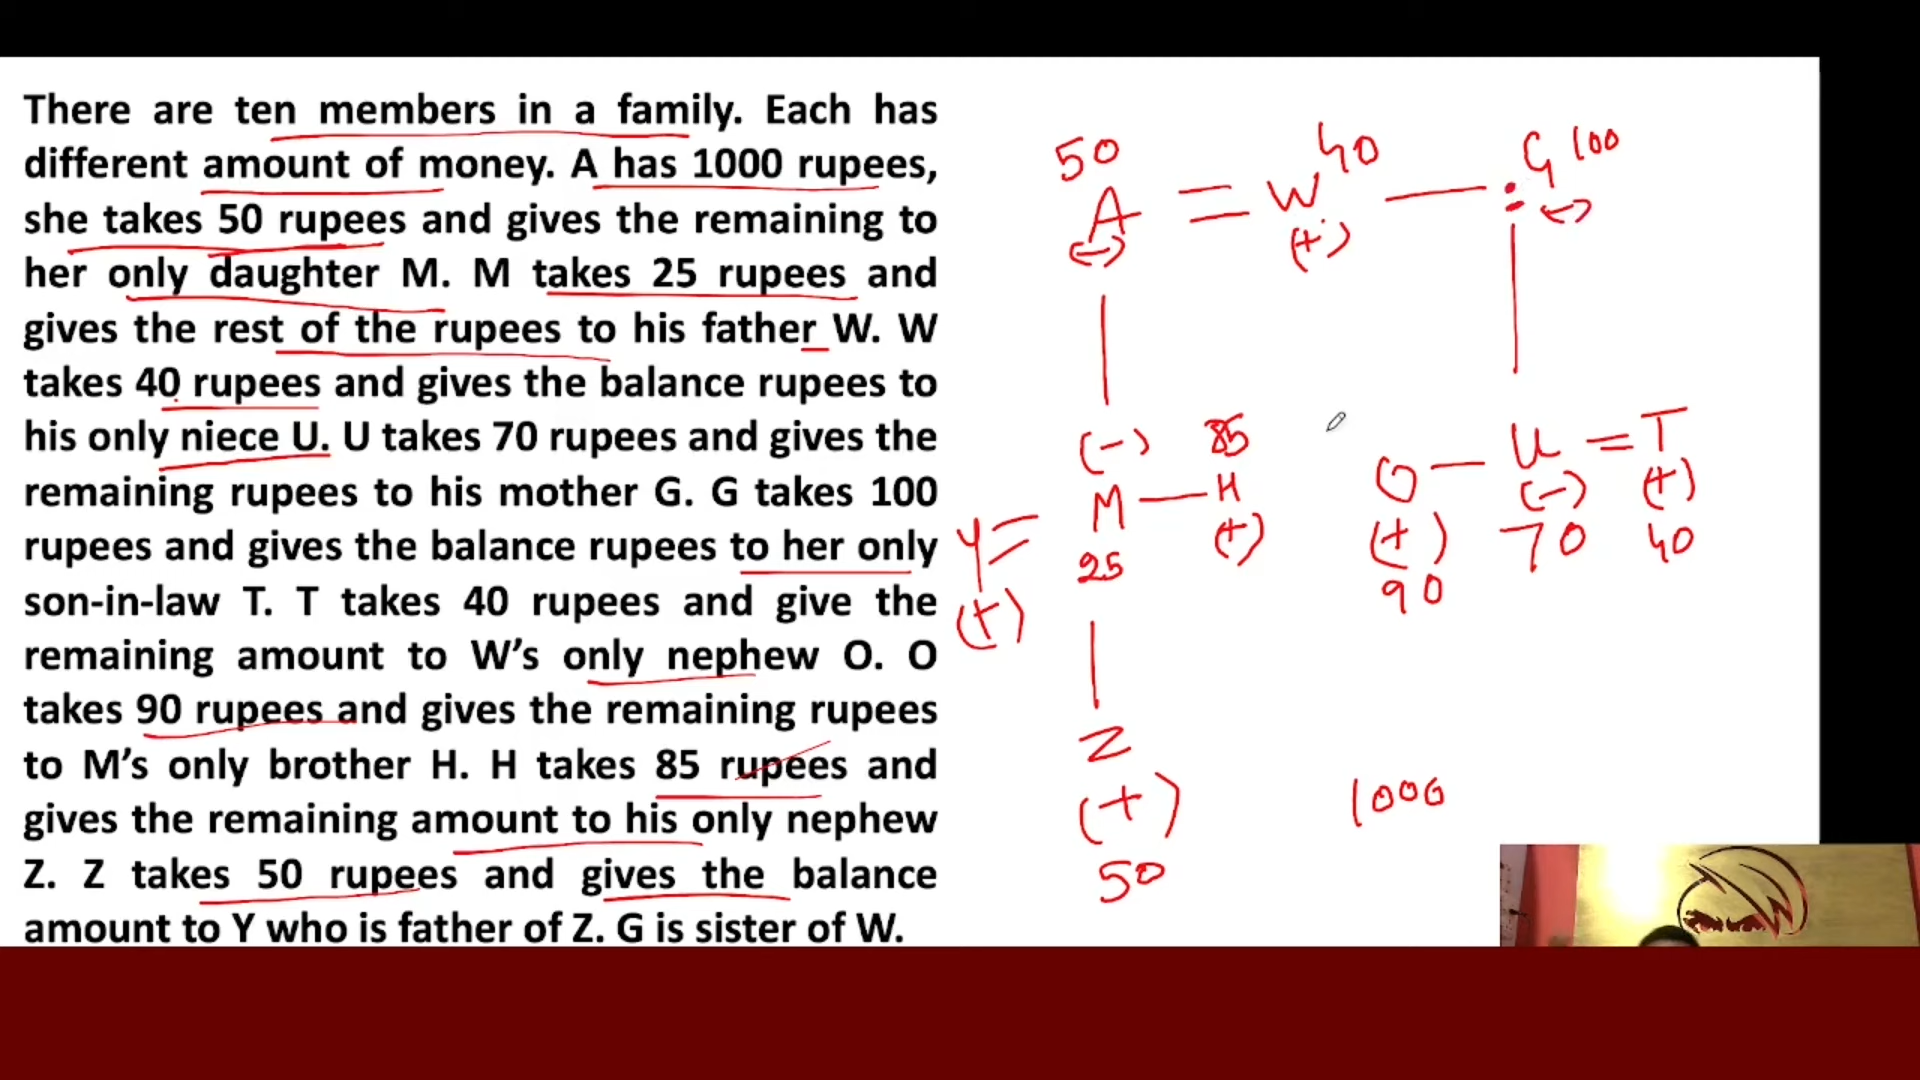 There are ten members in a family. Each has
different amount of money. A has 1000 rupees,
she takes 50 rupees and gives the remaining to
her only daughter M. M takes 25 rupees and
gives the rest of the rupees to his father W. W
takes 40 rupees and gives the balance rupees to
his only niece U. U takes 70 rupees and gives the
remaining rupees to his mother G. G takes 100
rupees and gives the balance rupees to her only
son-in-law T. T takes 40 rupees and give the
remaining amount to W’s only nephew O. O
takes 90 rupees and gives the remaining rupees
to M’s only brother H. H takes 85 rupees and
gives the remaining amount to his only nephew
Z. Z takes 50 rupees and gives the balance
amount to Y who is father of Z. G is sister of W.
50 40 G 100
A = W — (-)
(-) (+)
(-) 85
M — H
Y = 25 (+)
(+)
O — U = T
(+) (-) (+)
90 70 40
Z
(+)
50
1000